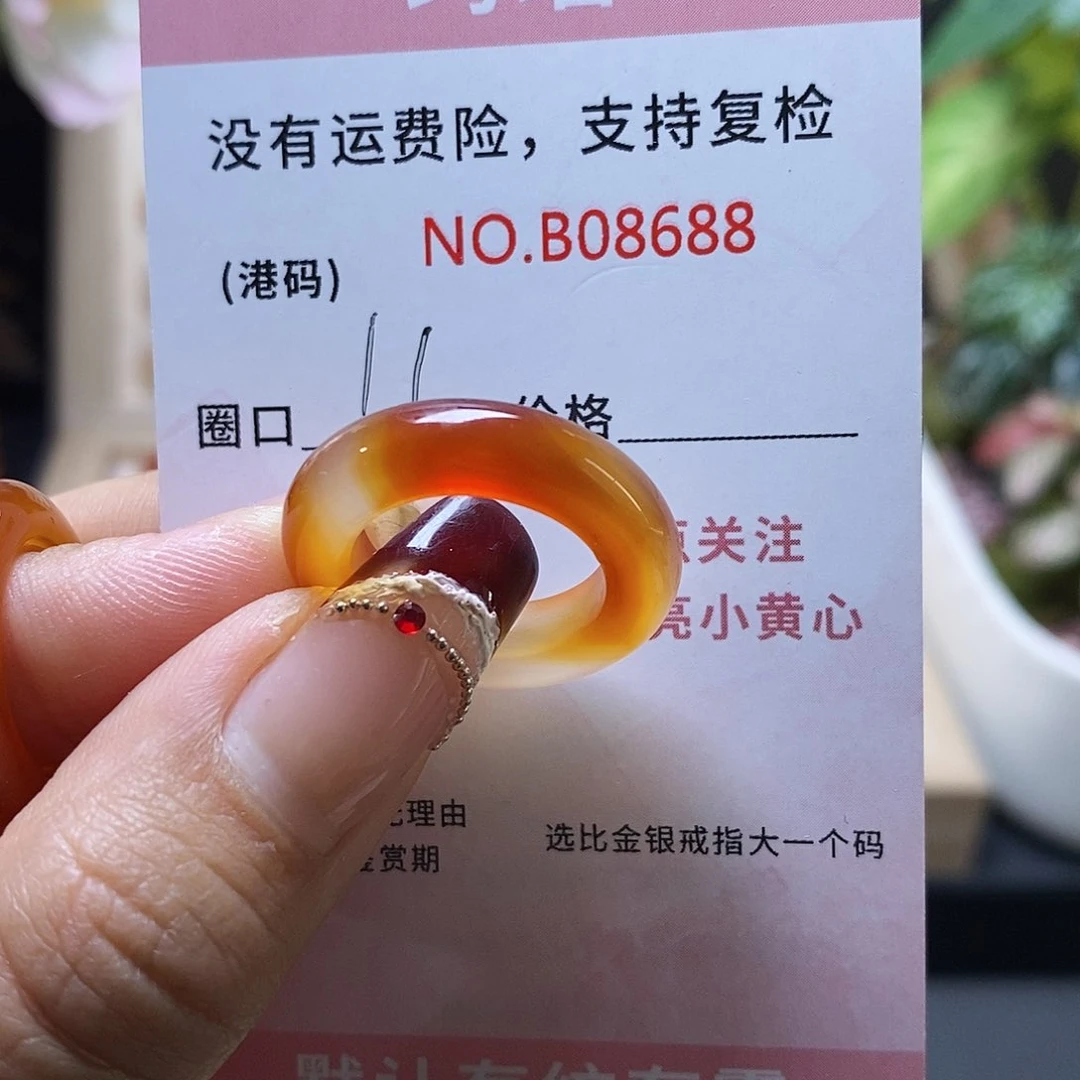 没有运费险，支持复检
NO.B08688
(港码)
圈口 11 价格
点关注
亮小黄心
理由
赏期
选比金银戒指大一个码